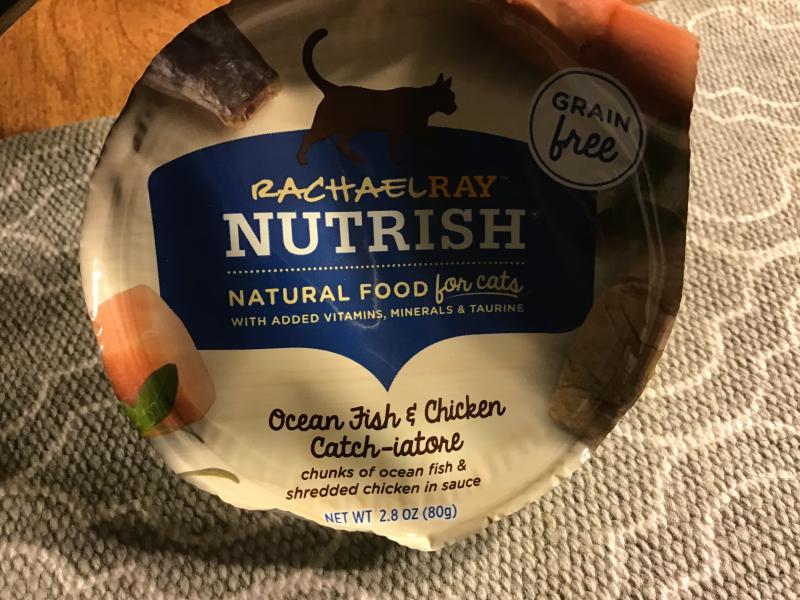 GRAIN
free
RACHAEL RAY™
NUTRISH®
NATURAL FOOD for cats
WITH ADDED VITAMINS, MINERALS & TAURINE
Ocean Fish & Chicken
Catch-iatore
chunks of ocean fish &
shredded chicken in sauce
NET WT 2.8 OZ (80g)